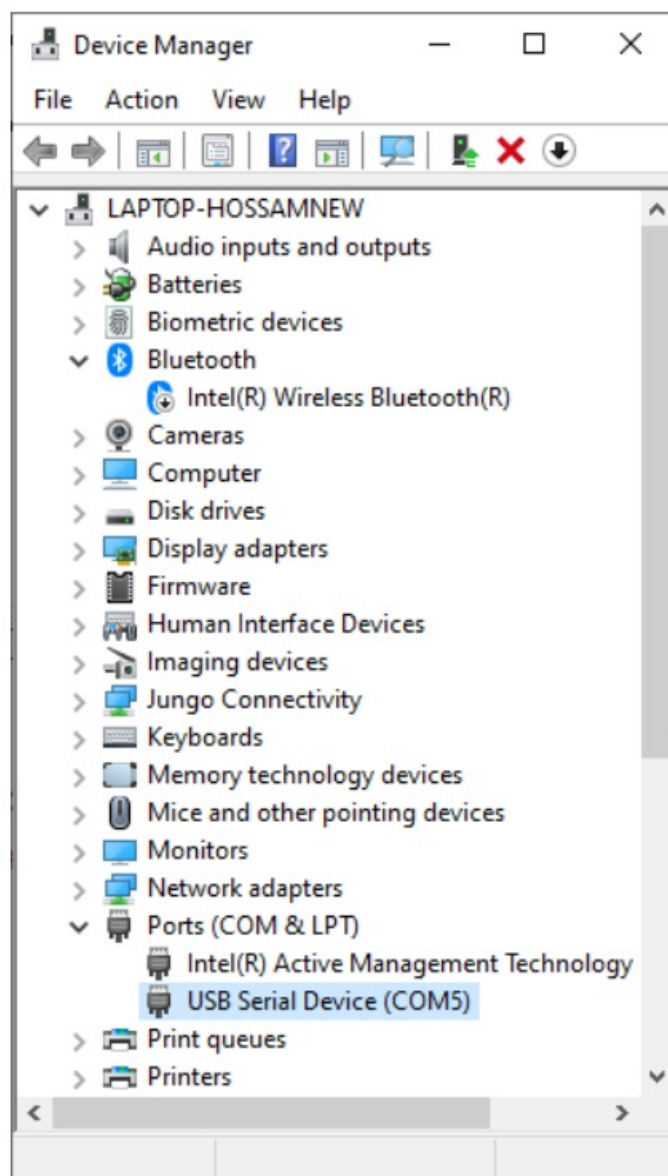 Device Manager
File Action View Help
LAPTOP-HOSSAMNEW
Audio inputs and outputs
Batteries
Biometric devices
Bluetooth
Intel(R) Wireless Bluetooth(R)
Cameras
Computer
Disk drives
Display adapters
Firmware
Human Interface Devices
Imaging devices
Jungo Connectivity
Keyboards
Memory technology devices
Mice and other pointing devices
Monitors
Network adapters
Ports (COM & LPT)
Intel(R) Active Management Technology
USB Serial Device (COM5)
Print queues
Printers